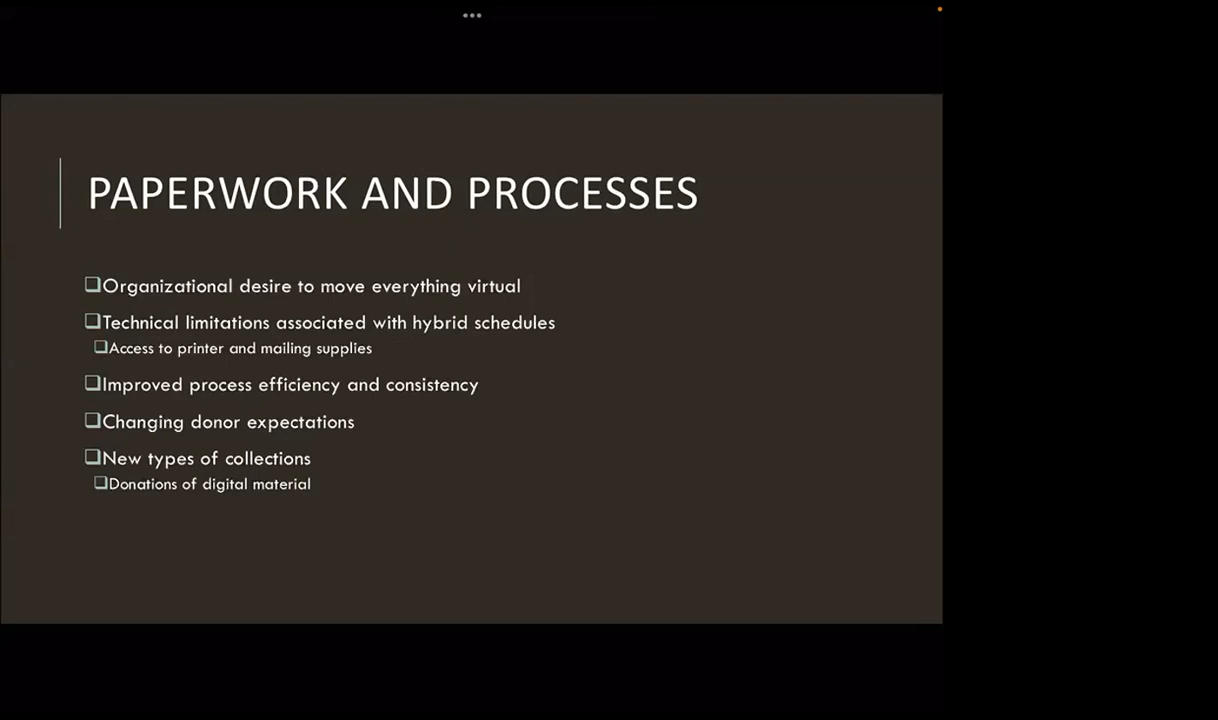 PAPERWORK AND PROCESSES
Organizational desire to move everything virtual
Technical limitations associated with hybrid schedules
Access to printer and mailing supplies
Improved process efficiency and consistency
Changing donor expectations
New types of collections
Donations of digital material